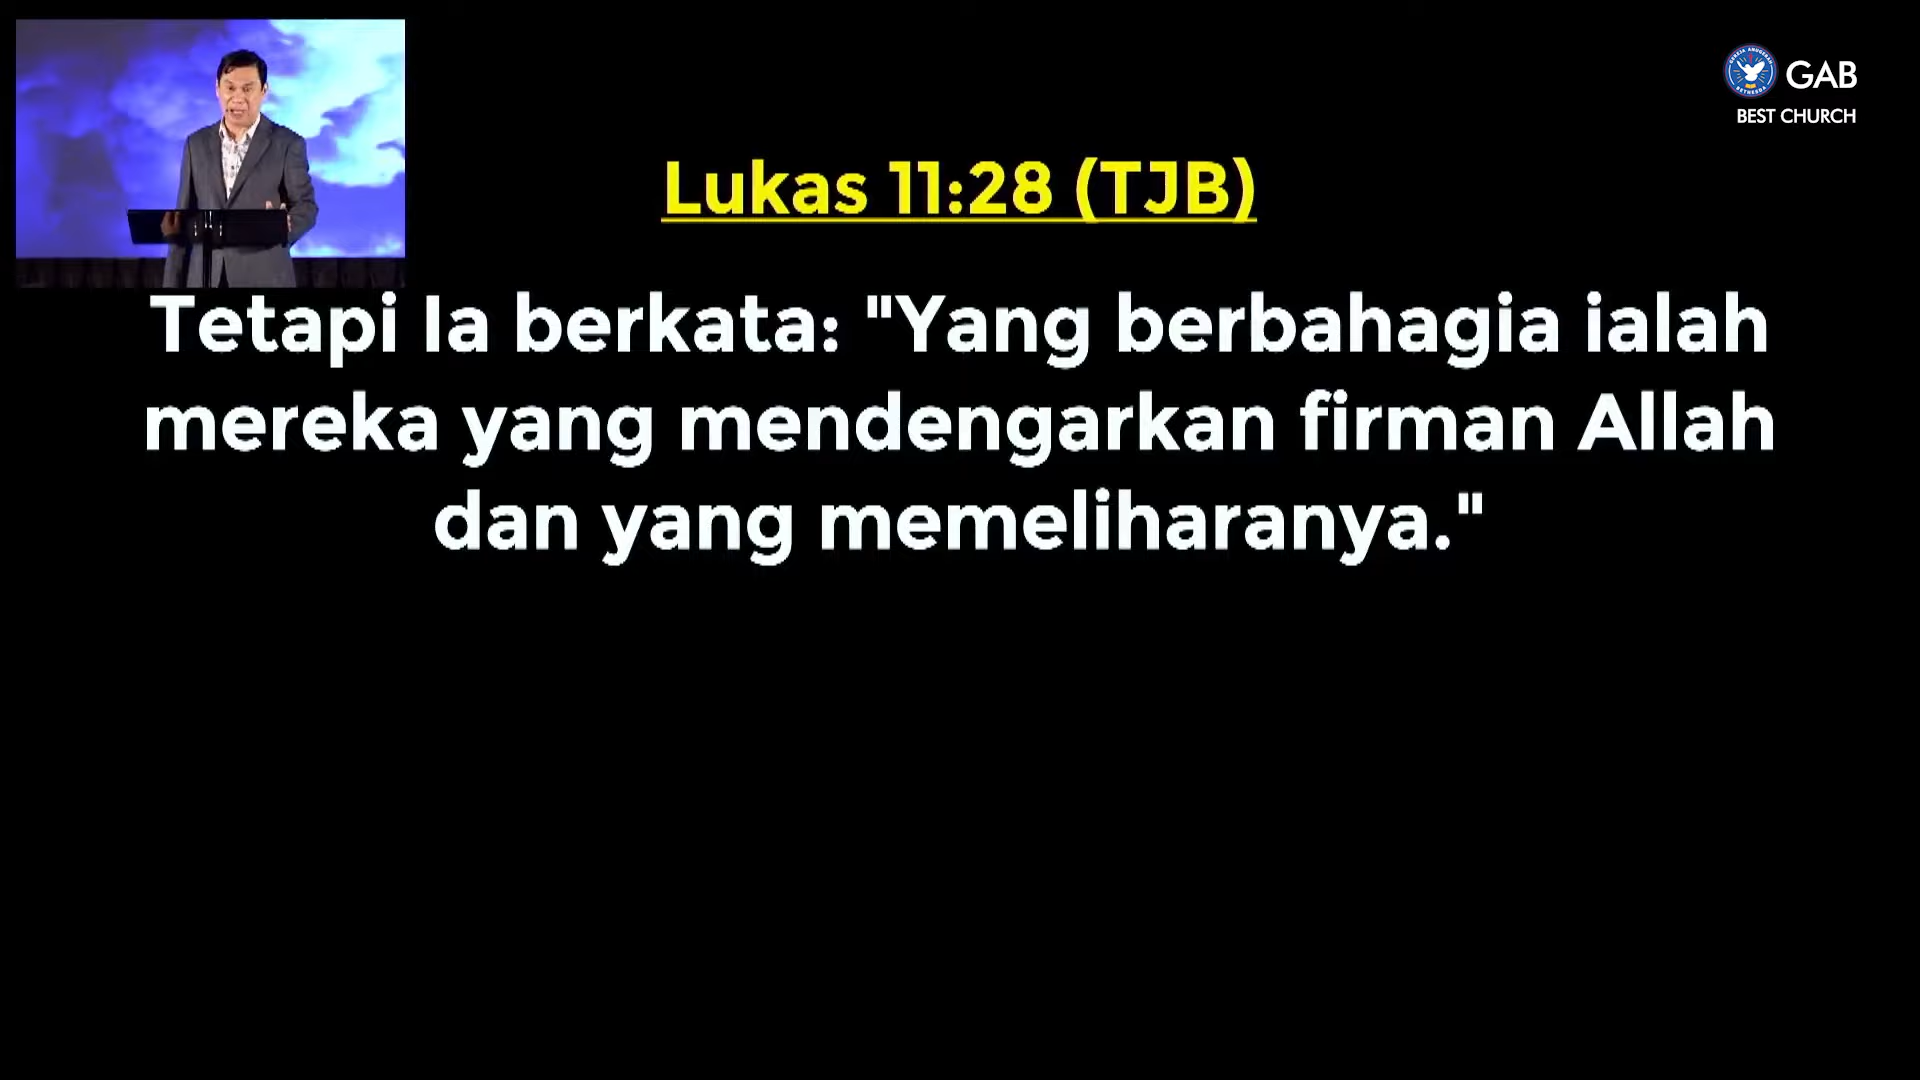 GAB
BEST CHURCH
Lukas 11:28 (TJB)
Tetapi Ia berkata: "Yang berbahagia ialah
mereka yang mendengarkan firman Allah
dan yang memeliharanya."